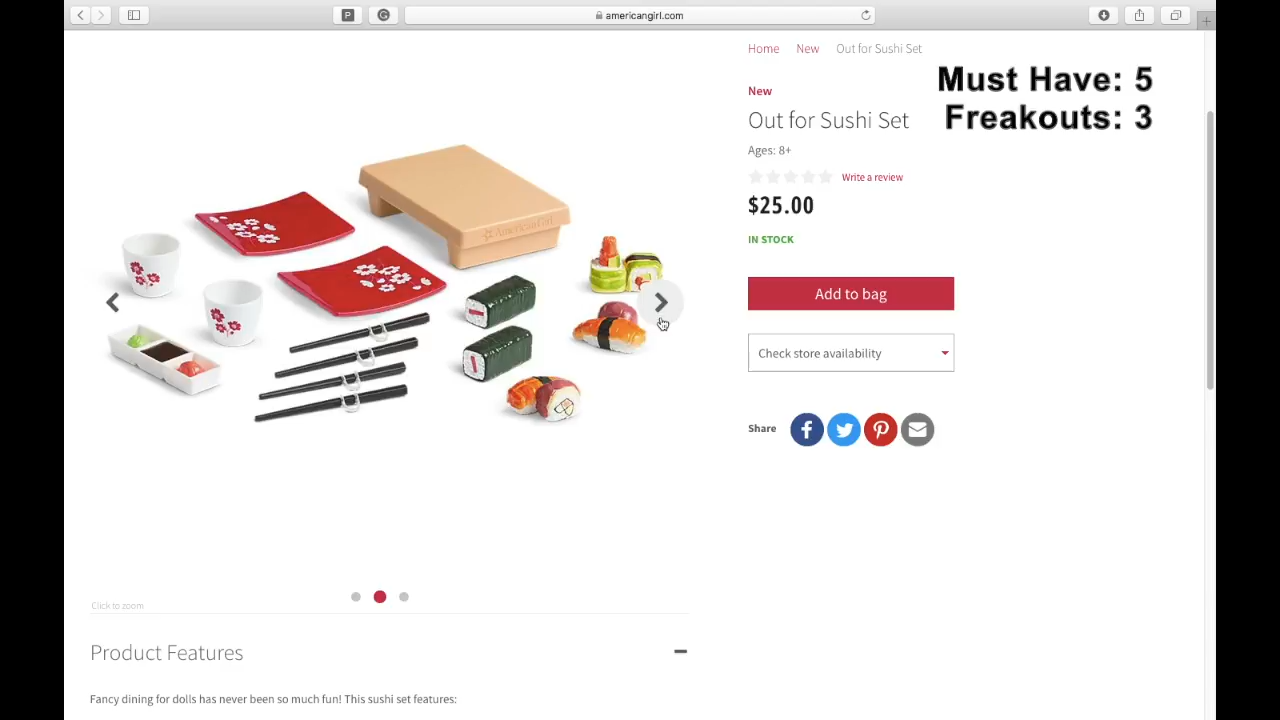 americangirl.com
Home New Out for Sushi Set
Must Have: 5
Freakouts: 3
New
Out for Sushi Set
Ages: 8+
Write a review
$25.00
IN STOCK
Add to bag
Check store availability
Share
AmericanGirl
Click to zoom
Product Features
Fancy dining for dolls has never been so much fun! This sushi set features: